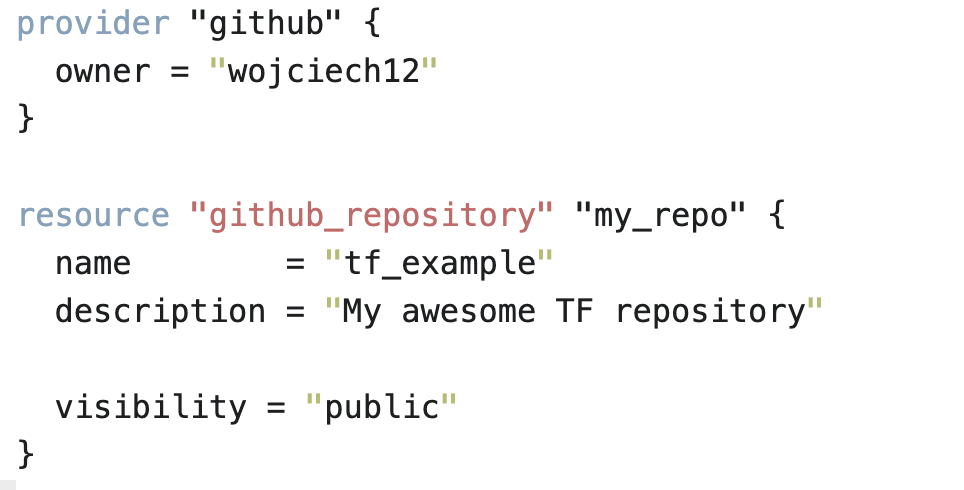 provider "github" {
  owner = "wojciech12"
}

resource "github_repository" "my_repo" {
  name        = "tf_example"
  description = "My awesome TF repository"

  visibility = "public"
}